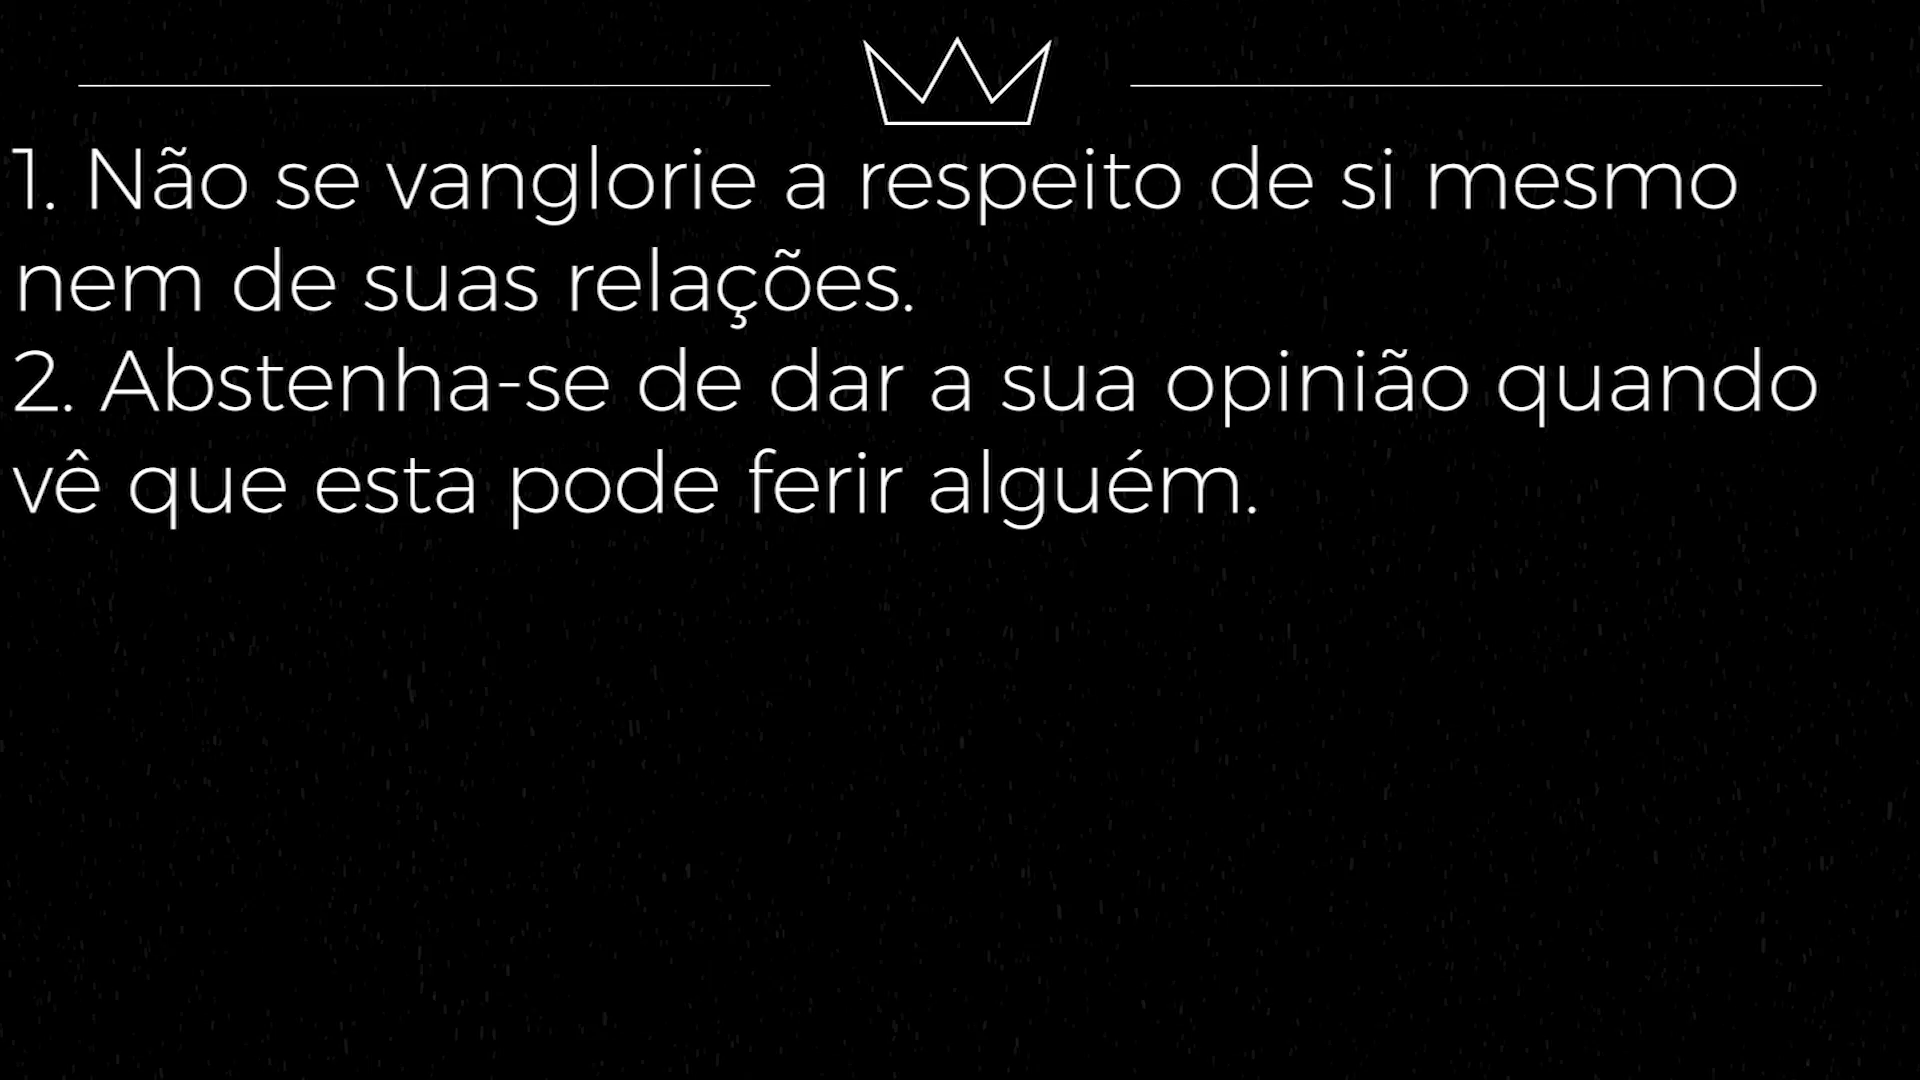 1. Não se vanglorie a respeito de si mesmo
nem de suas relações.
2. Abstenha-se de dar a sua opinião quando
vê que esta pode ferir alguém.